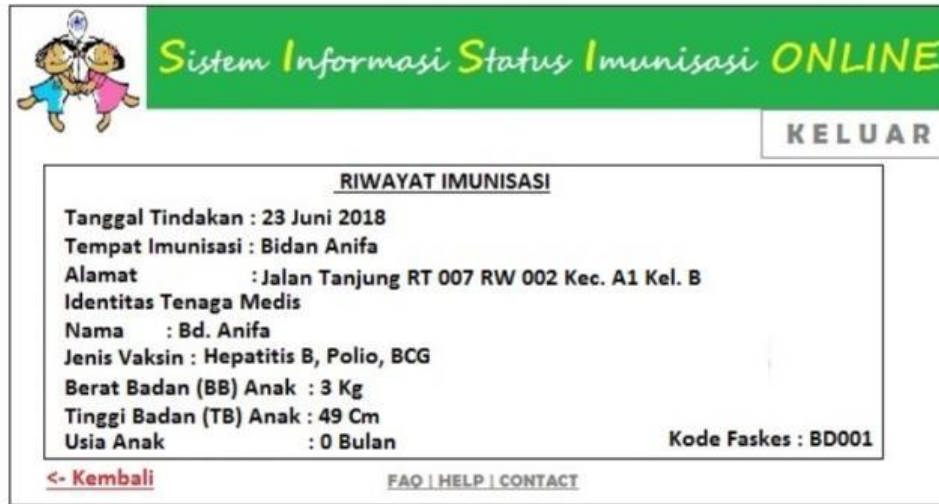 Sistem Informasi Status Imunisasi ONLINE
KELUAR
RIWAYAT IMUNISASI
Tanggal Tindakan : 23 Juni 2018
Tempat Imunisasi : Bidan Anifa
Alamat : Jalan Tanjung RT 007 RW 002 Kec. A1 Kel. B
Identitas Tenaga Medis
Nama : Bd. Anifa
Jenis Vaksin : Hepatitis B, Polio, BCG
Berat Badan (BB) Anak : 3 Kg
Tinggi Badan (TB) Anak : 49 Cm
Usia Anak : 0 Bulan
Kode Faskes : BD001
<- Kembali
FAQ | HELP | CONTACT